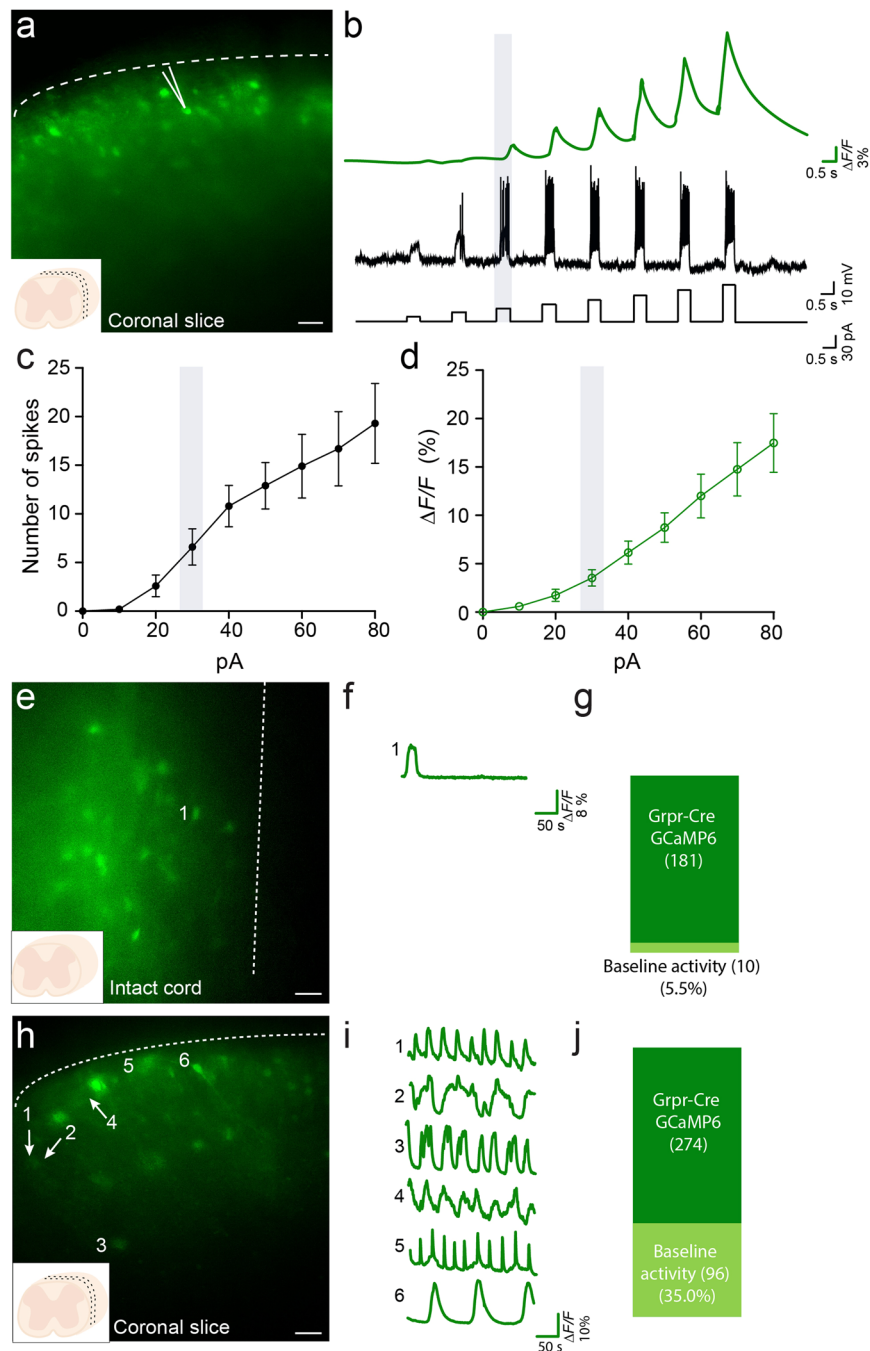 a
Coronal slice
b
ΔF/F
3%
0.5 s
10 mV
0.5 s
30 pA
0.5 s
c
Number of spikes
25
20
15
10
5
0
0 20 40 60 80
pA
d
ΔF/F (%)
25
20
15
10
5
0
0 20 40 60 80
pA
e
1
Intact cord
f
1
ΔF/F
8 %
50 s
g
Grpr-Cre
GCaMP6
(181)
Baseline activity (10)
(5.5%)
h
5
6
1
2
4
3
Coronal slice
i
1
2
3
4
5
6
ΔF/F
10%
50 s
j
Grpr-Cre
GCaMP6
(274)
Baseline
activity (96)
(35.0%)